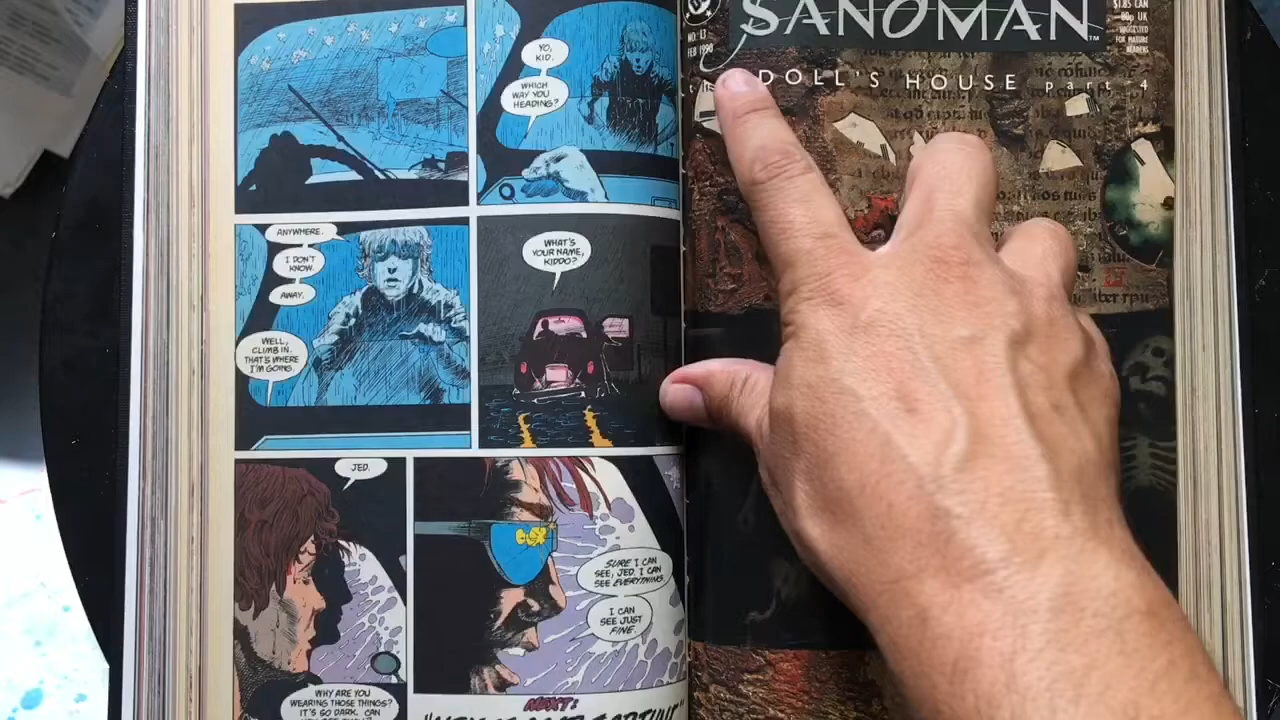 YO,
KID.
WHICH
WAY YOU
HEADING?
ANYWHERE.
I DON'T
KNOW.
AWAY.
WELL,
CLIMB IN.
THAT'S WHERE
I'M GOING.
WHAT'S
YOUR NAME,
KIDDO?
JED.
WHY ARE YOU
WEARING THOSE THINGS?
IT'S SO DARK. CAN
SURE I CAN
SEE, JED. I CAN
SEE EVERYTHING.
I CAN
SEE JUST
FINE.
NEXT:
SANDMAN™
NO. 13
FEB 1990
$1.85 CAN
80p UK
SUGGESTED
FOR MATURE
READERS
DOLL'S HOUSE part 4